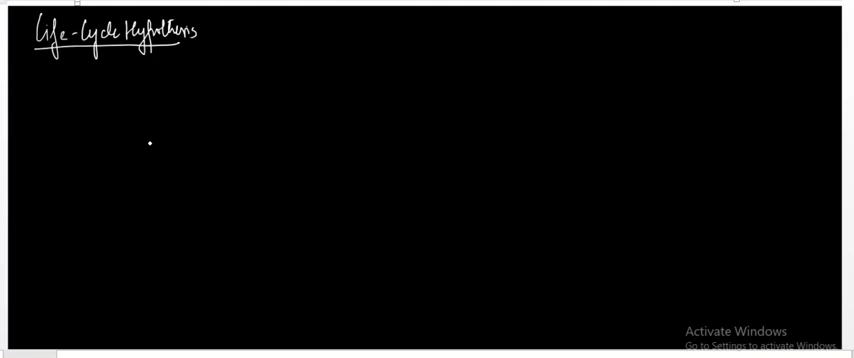 Life-Cycle Hypothesis
Activate Windows
Go to Settings to activate Windows.